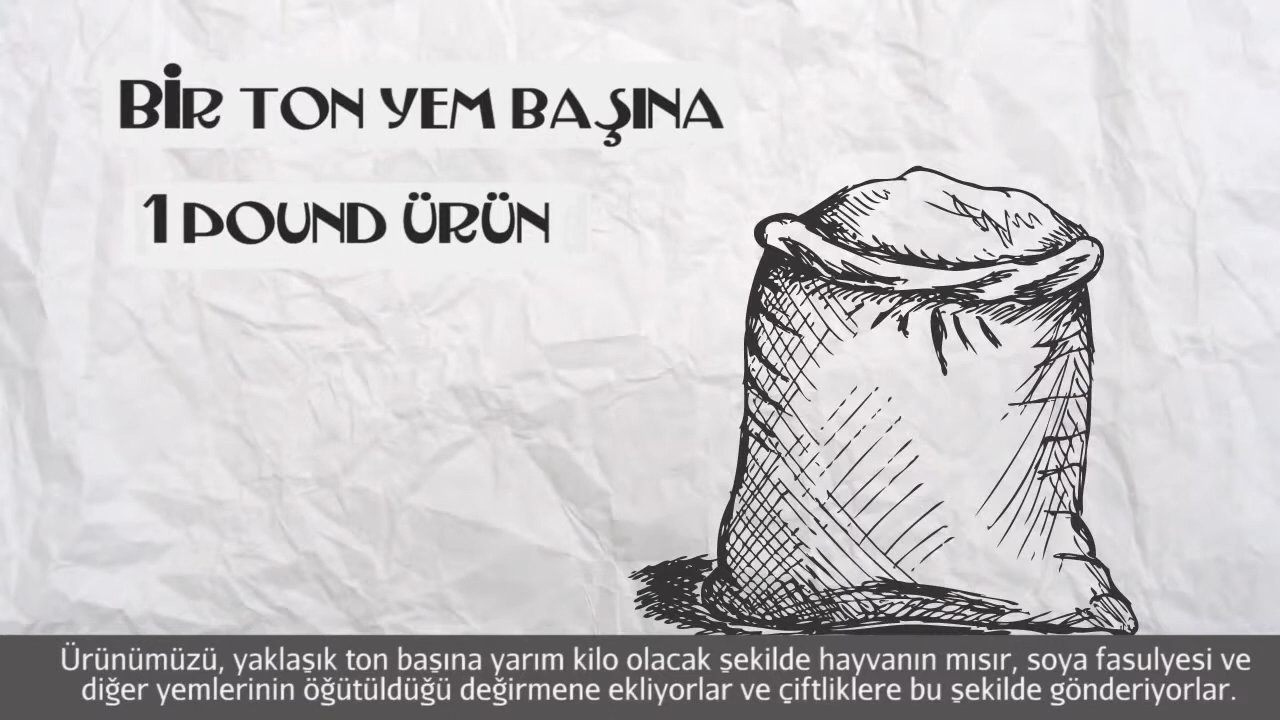 BİR TON YEM BAŞINA
1 POUND ÜRÜN
Ürünümüzü, yaklaşık ton başına yarım kilo olacak şekilde hayvanın mısır, soya fasulyesi ve
diğer yemlerinin öğütüldüğü değirmene ekliyorlar ve çiftliklere bu şekilde gönderiyorlar.